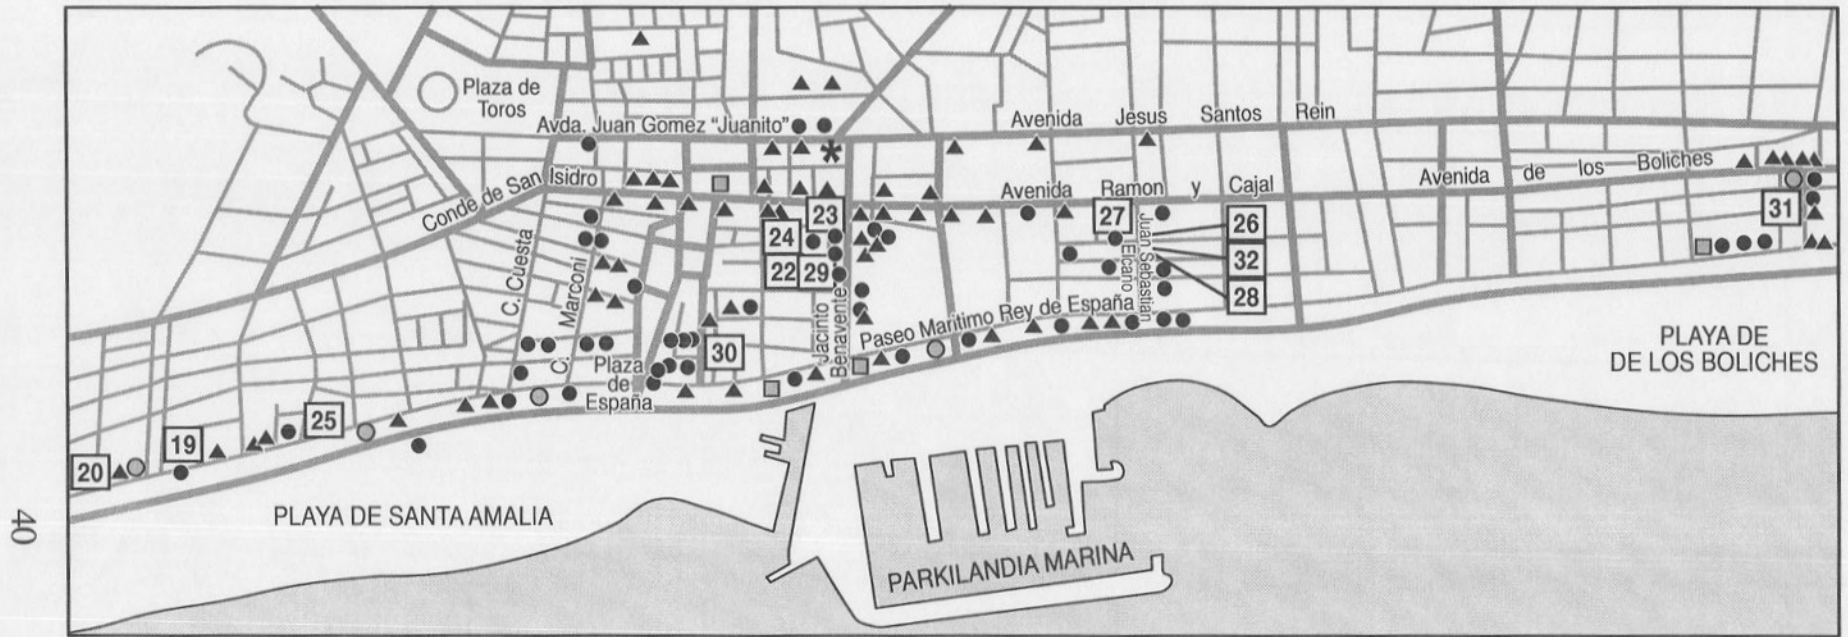 Plaza de
Toros
Avda. Juan Gomez "Juanito"
Avenida Jesus Santos Rein
Conde de San Isidro
Avenida Ramon y Cajal
Avenida de los Boliches
C. Cuesta
C. Marconi
Jacinto
Benavente
Juan Sebastian
Elcano
Paseo Maritimo Rey de España
Plaza
de
España
23
24
22
29
27
26
32
28
31
30
25
19
20
PLAYA DE SANTA AMALIA
PARKILANDIA MARINA
PLAYA DE
DE LOS BOLICHES
40